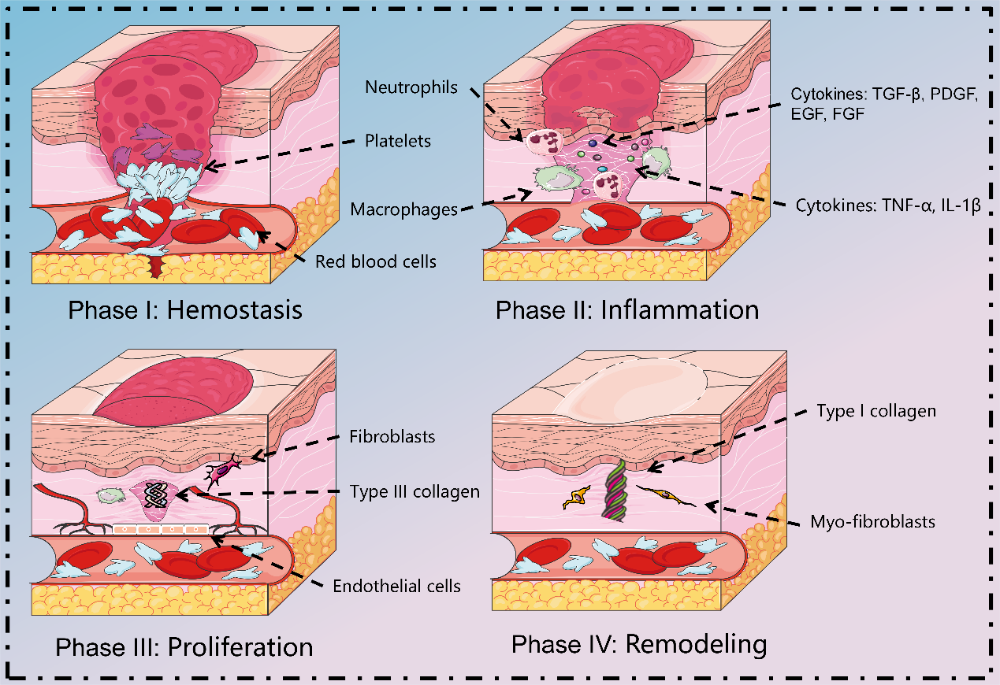 Neutrophils
Cytokines: TGF-β, PDGF,
EGF, FGF
Platelets
Macrophages
Cytokines: TNF-α, IL-1β
Red blood cells
Phase I: Hemostasis
Phase II: Inflammation
Type I collagen
Fibroblasts
Type III collagen
Myo-fibroblasts
Endothelial cells
Phase III: Proliferation
Phase IV: Remodeling